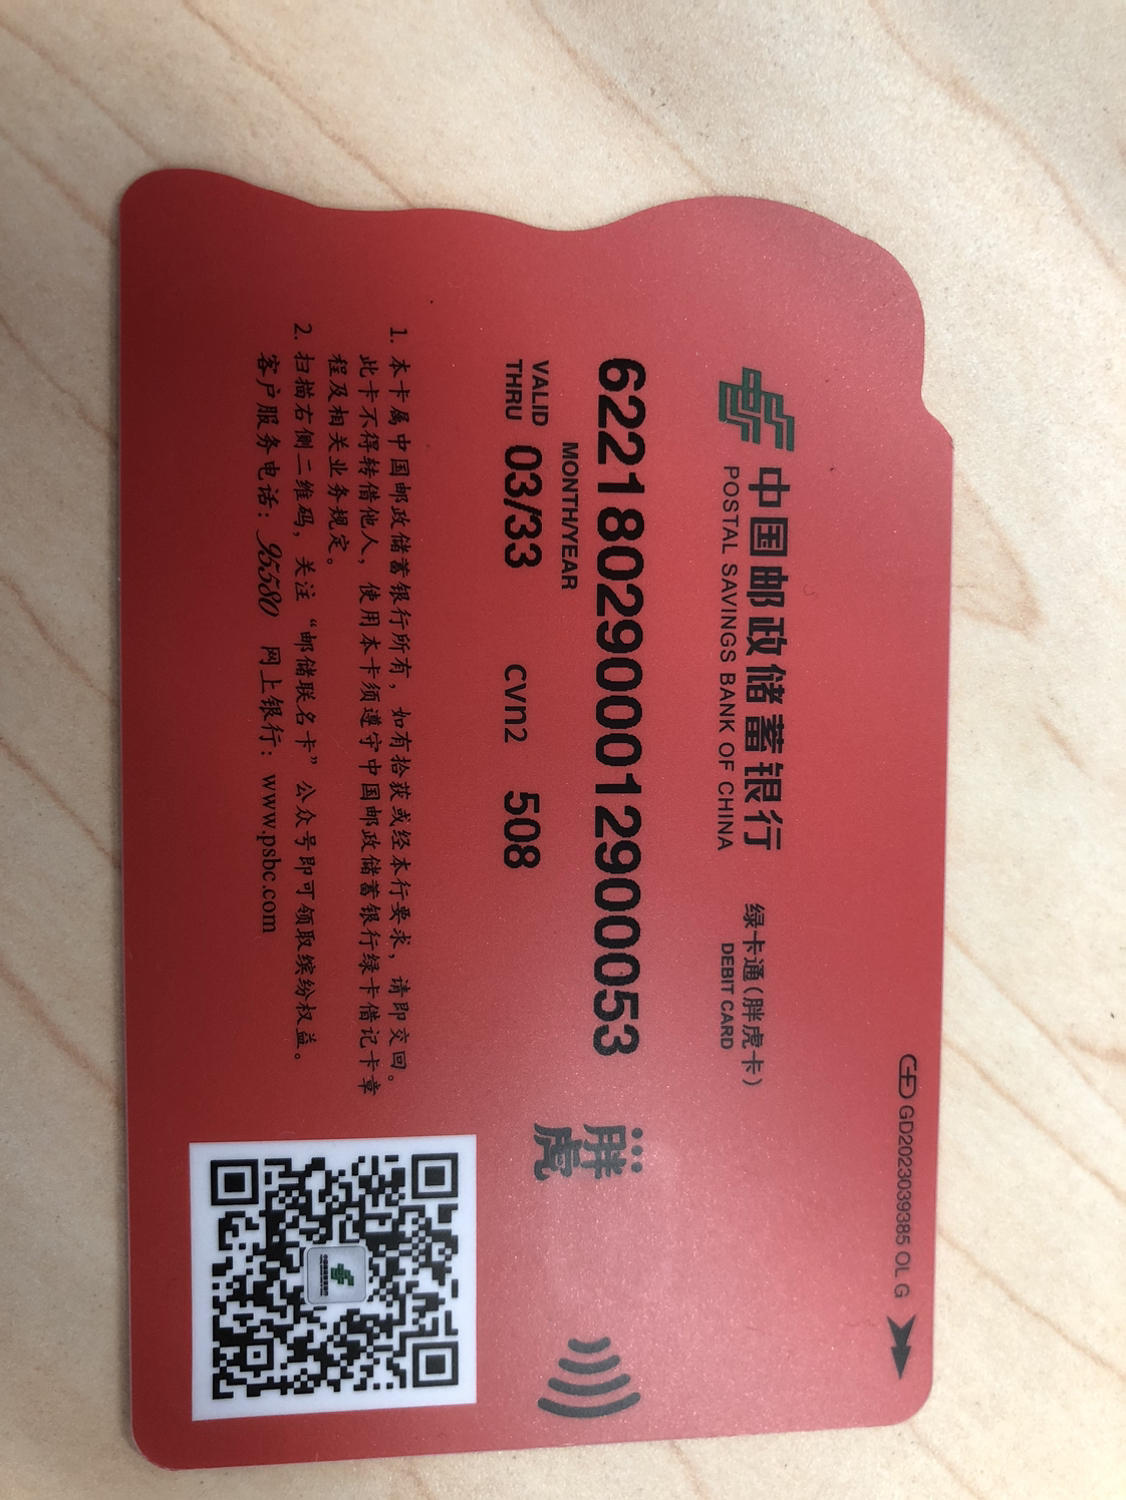 GD GD2023039385 OL G
中国邮政储蓄银行 绿卡通(胖虎卡)
POSTAL SAVINGS BANK OF CHINA DEBIT CARD
6221802900012900053
胖虎
MONTH/YEAR
VALID THRU 03/33 CVN2 508
1. 本卡属中国邮政储蓄银行所有，如有拾获或经本行要求，请即交回。
此卡不得转借他人，使用本卡须遵守中国邮政储蓄银行绿卡借记卡章
程及相关业务规定。
2. 扫描右侧二维码，关注“邮储联名卡”公众号即可领取缤纷权益。
客户服务电话：95580 网上银行：www.psbc.com